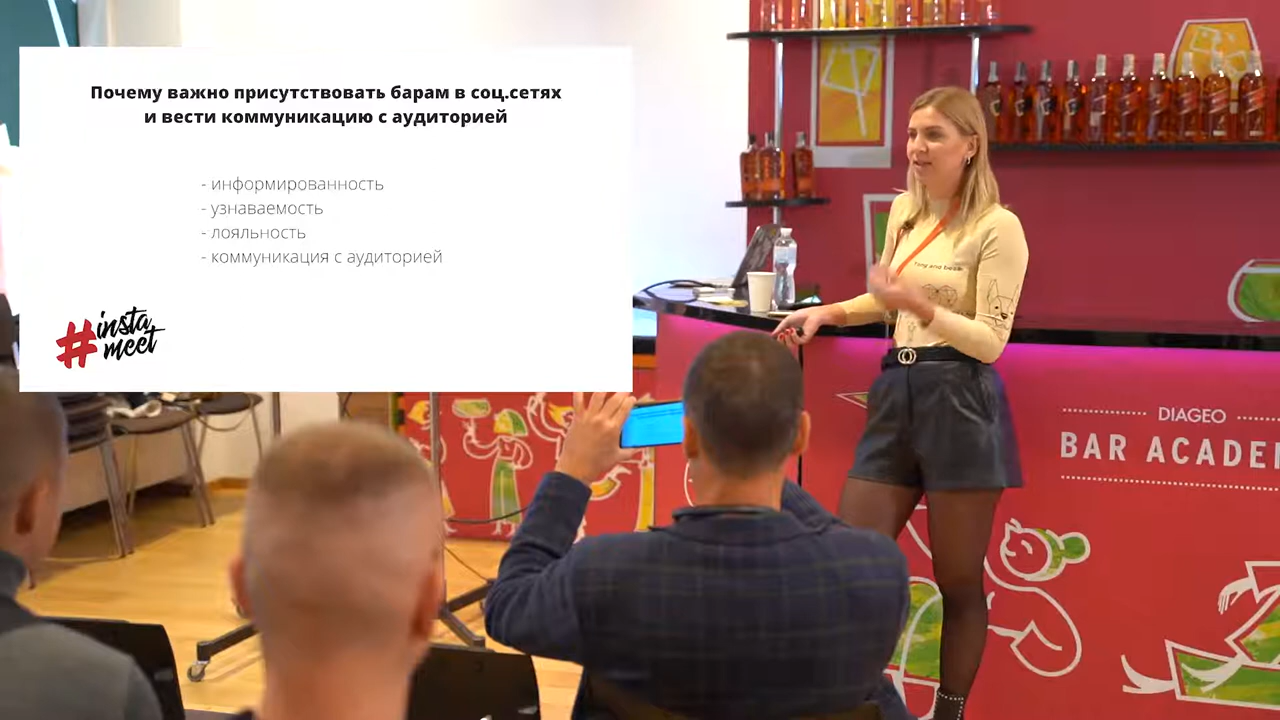 Почему важно присутствовать барам в соц.сетях
и вести коммуникацию с аудиторией
- информированность
- узнаваемость
- лояльность
- коммуникация с аудиторией
#insta
meet
DIAGEO
BAR ACADE